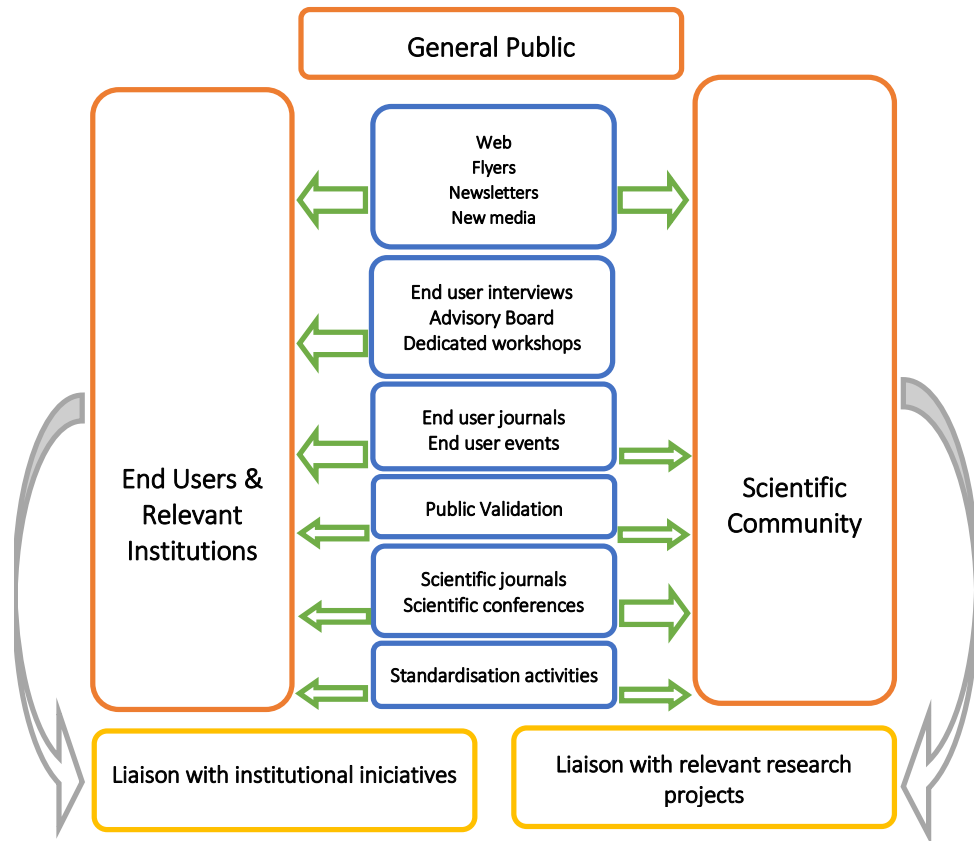 General Public
Web
Flyers
Newsletters
New media
End user interviews
Advisory Board
Dedicated workshops
End user journals
End user events
End Users &
Relevant
Institutions
Scientific
Community
Public Validation
Scientific journals
Scientific conferences
Standardisation activities
Liaison with institutional iniciatives
Liaison with relevant research
projects